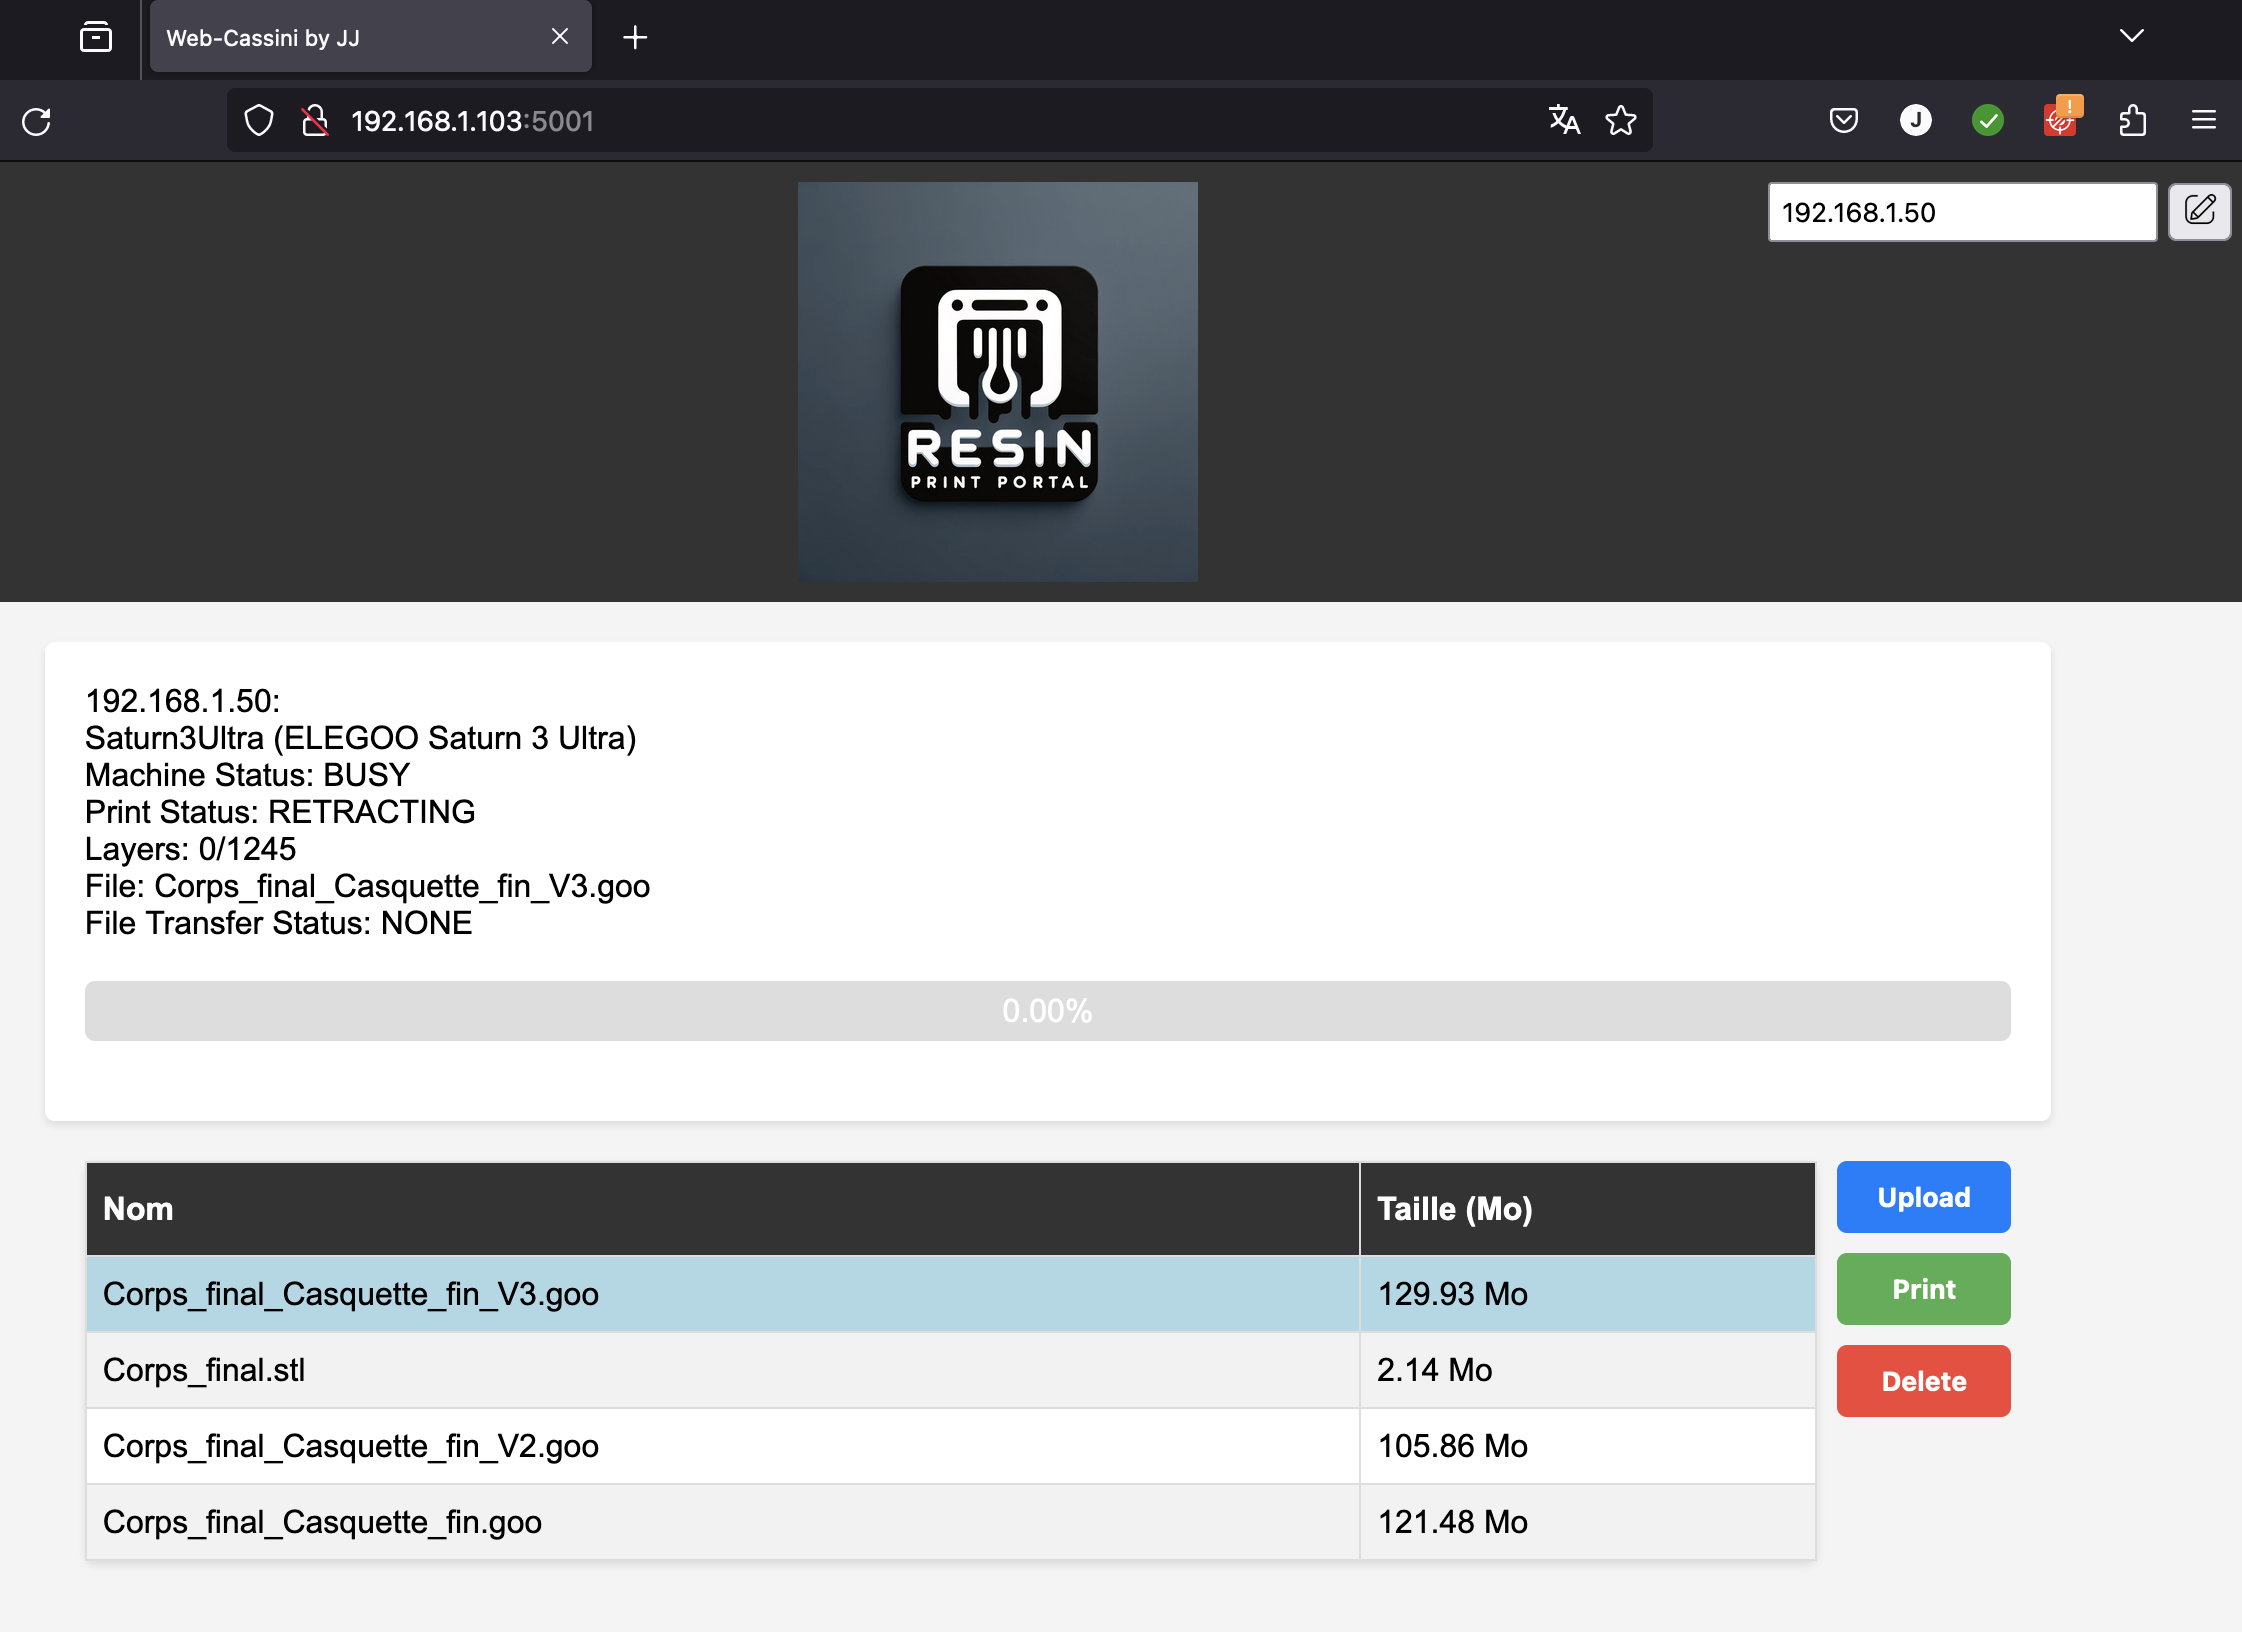 Web-Cassini by JJ
192.168.1.103:5001
J
!
192.168.1.50
RESIN
PRINT PORTAL
192.168.1.50:
Saturn3Ultra (ELEGOO Saturn 3 Ultra)
Machine Status: BUSY
Print Status: RETRACTING
Layers: 0/1245
File: Corps_final_Casquette_fin_V3.goo
File Transfer Status: NONE
0.00%
Nom Taille (Mo)
Corps_final_Casquette_fin_V3.goo 129.93 Mo
Corps_final.stl 2.14 Mo
Corps_final_Casquette_fin_V2.goo 105.86 Mo
Corps_final_Casquette_fin.goo 121.48 Mo
Upload
Print
Delete